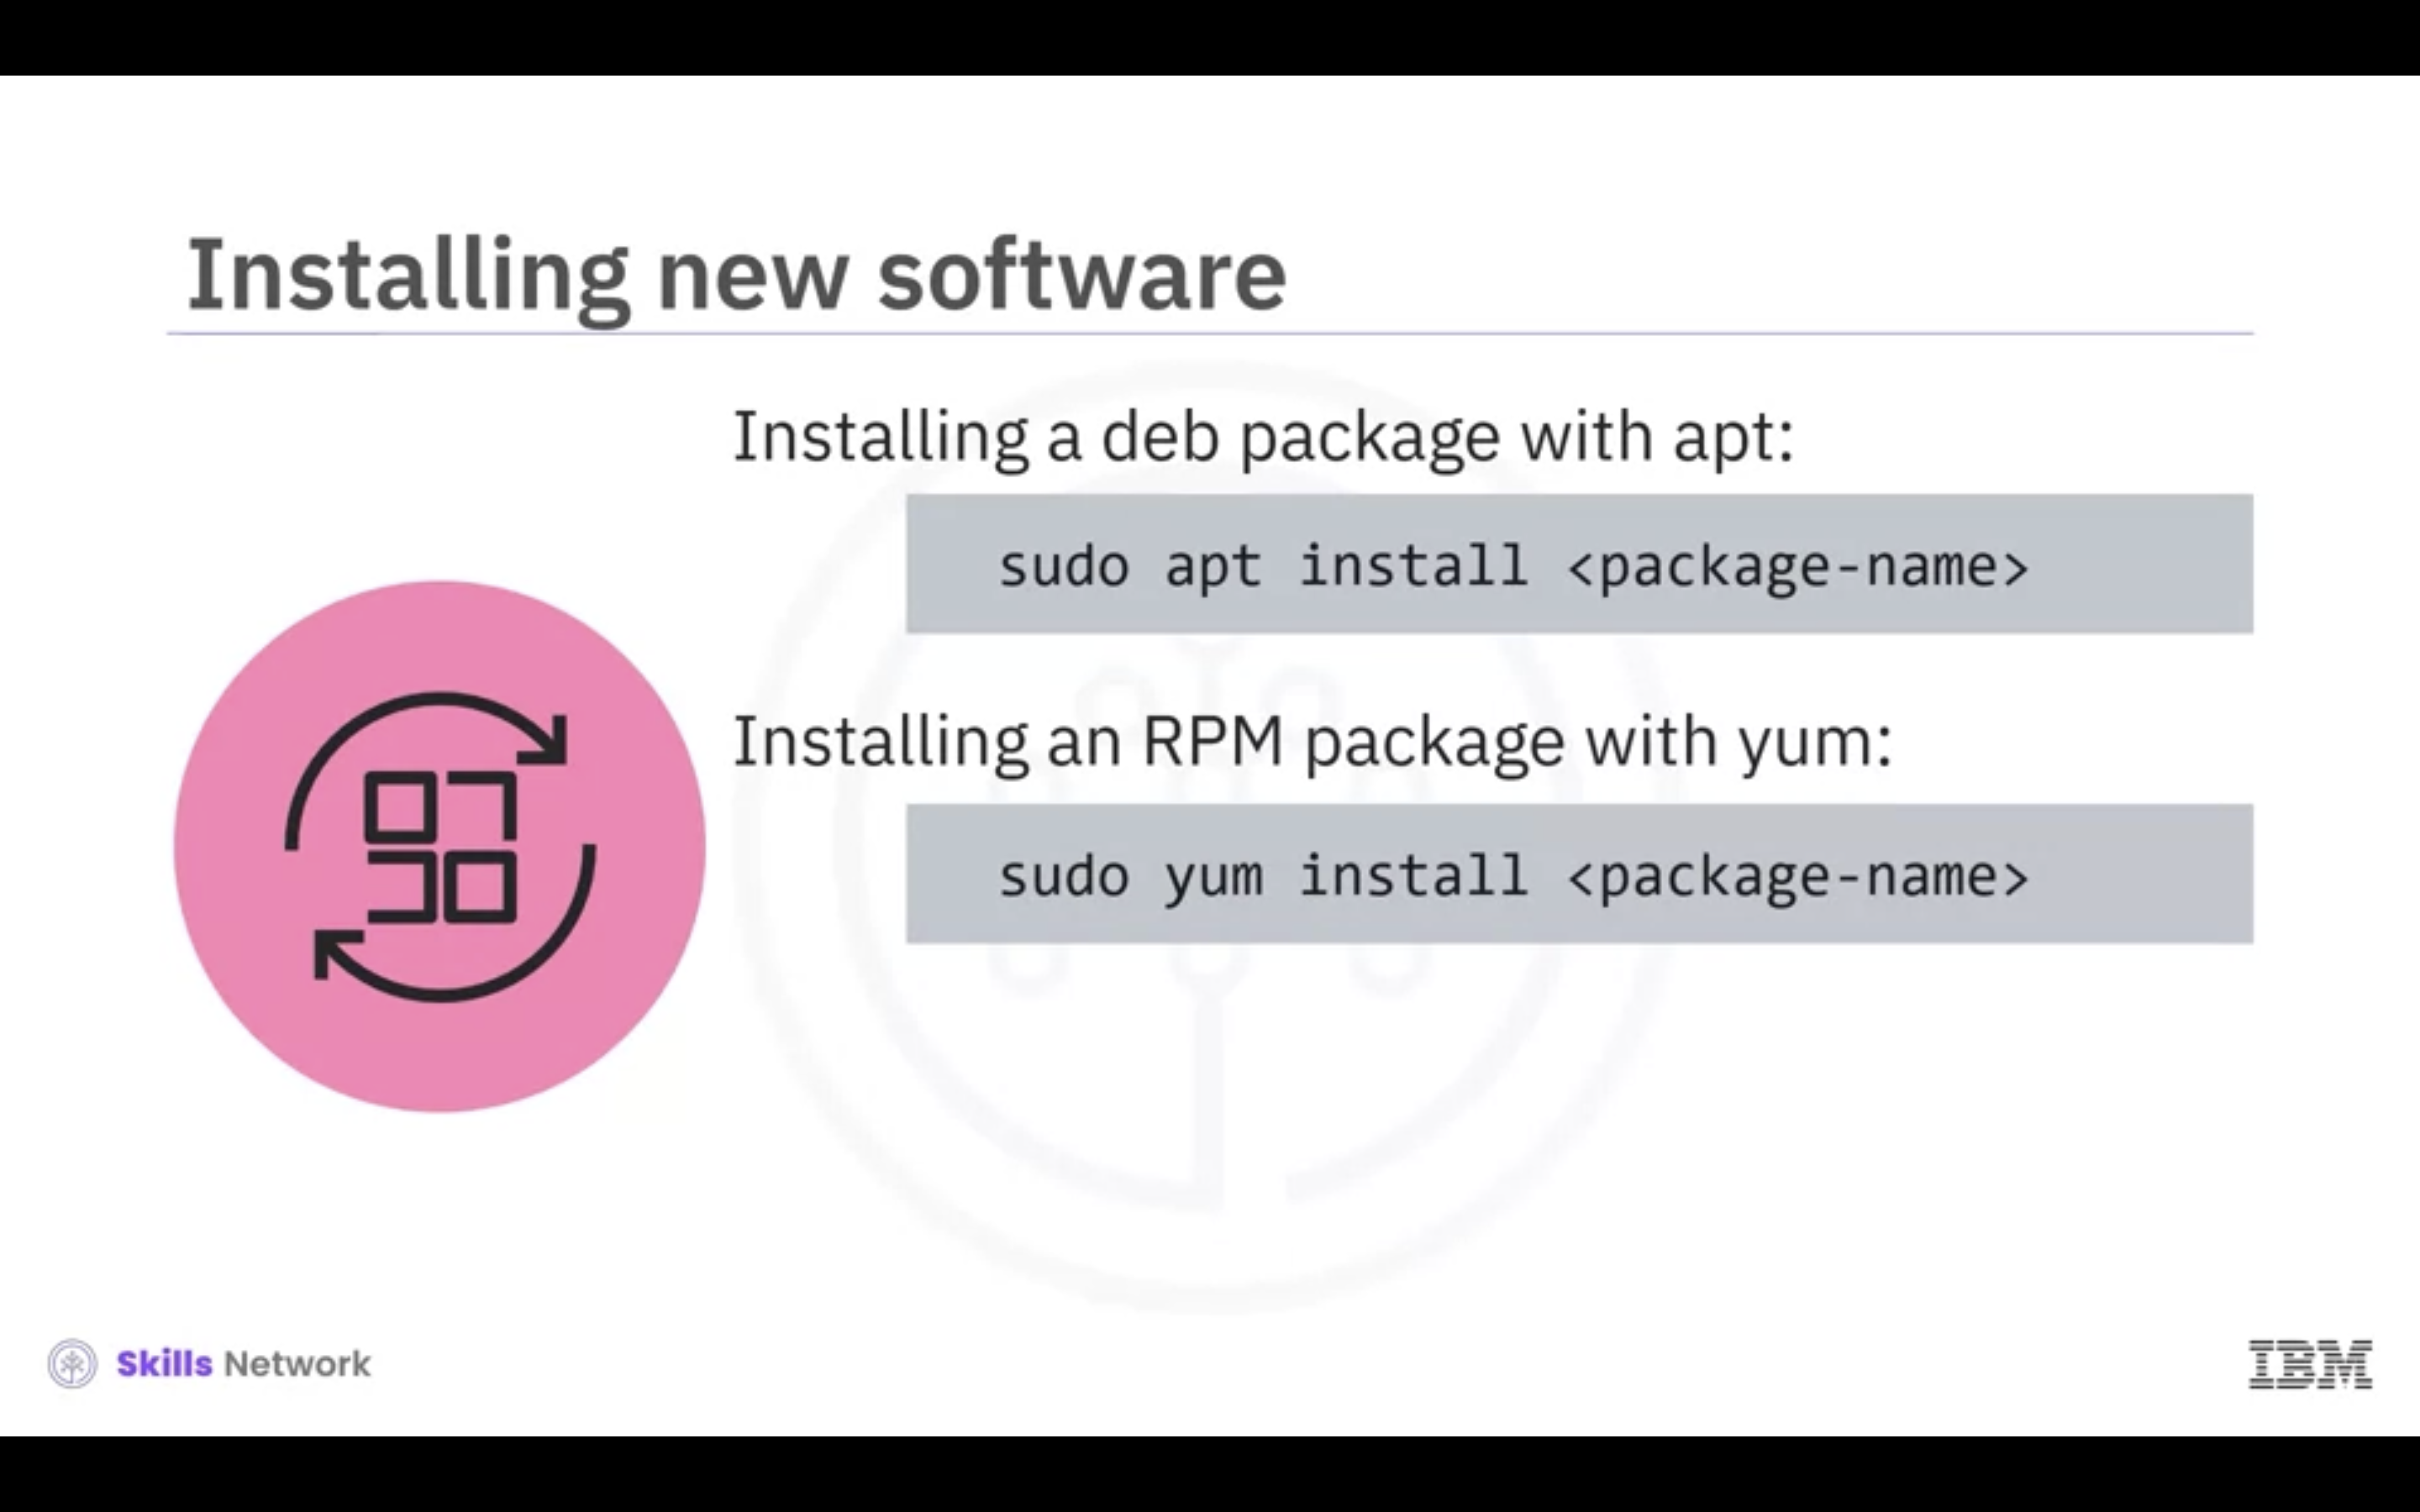 Installing new software
Installing a deb package with apt:
sudo apt install <package-name>
Installing an RPM package with yum:
sudo yum install <package-name>
Skills Network
IBM